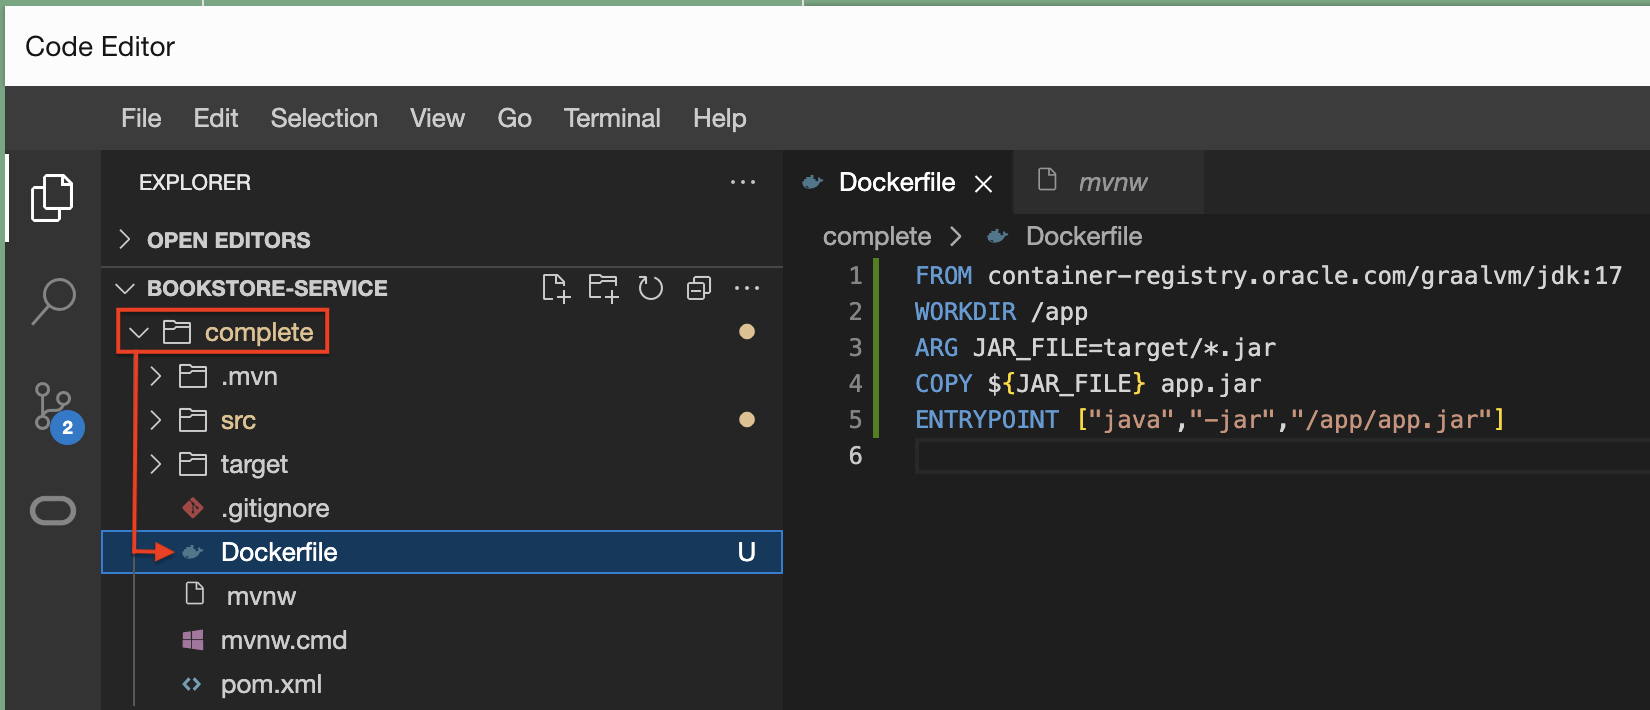 Code Editor
File Edit Selection View Go Terminal Help
EXPLORER
OPEN EDITORS
BOOKSTORE-SERVICE
complete
.mvn
src
target
.gitignore
Dockerfile U
mvnw
mvnw.cmd
pom.xml
2
Dockerfile mvnw
complete > Dockerfile
1 FROM container-registry.oracle.com/graalvm/jdk:17
2 WORKDIR /app
3 ARG JAR_FILE=target/*.jar
4 COPY ${JAR_FILE} app.jar
5 ENTRYPOINT ["java","-jar","/app/app.jar"]
6